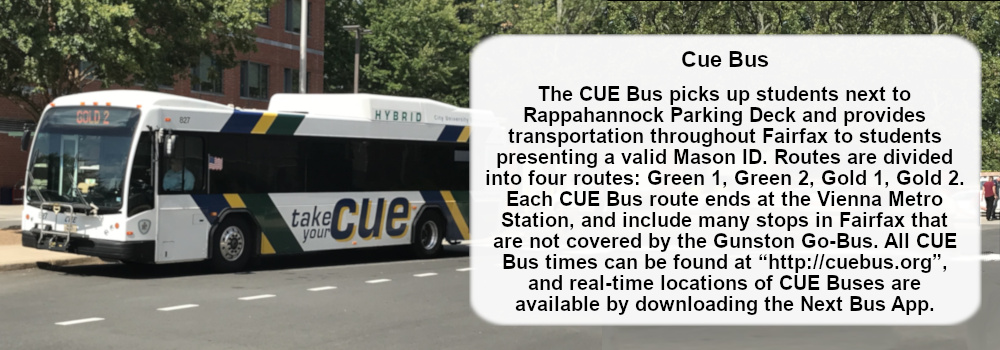 GOLD 2
827
HYBRID
City University
take
your
cue
Cue Bus
The CUE Bus picks up students next to
Rappahannock Parking Deck and provides
transportation throughout Fairfax to students
presenting a valid Mason ID. Routes are divided
into four routes: Green 1, Green 2, Gold 1, Gold 2.
Each CUE Bus route ends at the Vienna Metro
Station, and include many stops in Fairfax that
are not covered by the Gunston Go-Bus. All CUE
Bus times can be found at “http://cuebus.org”,
and real-time locations of CUE Buses are
available by downloading the Next Bus App.